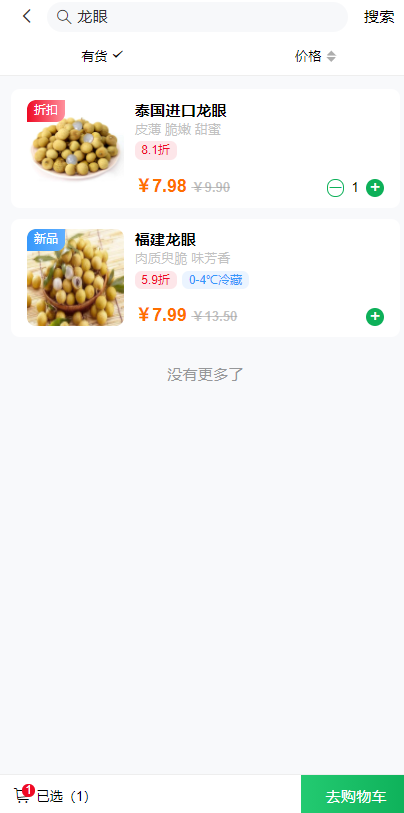 龙眼 搜索
有货 价格
折扣
泰国进口龙眼
皮薄 脆嫩 甜蜜
8.1折
￥7.98 ￥9.90 1
新品
福建龙眼
肉质臾脆 味芳香
5.9折 0-4℃冷藏
￥7.99 ￥13.50
没有更多了
1 已选（1） 去购物车